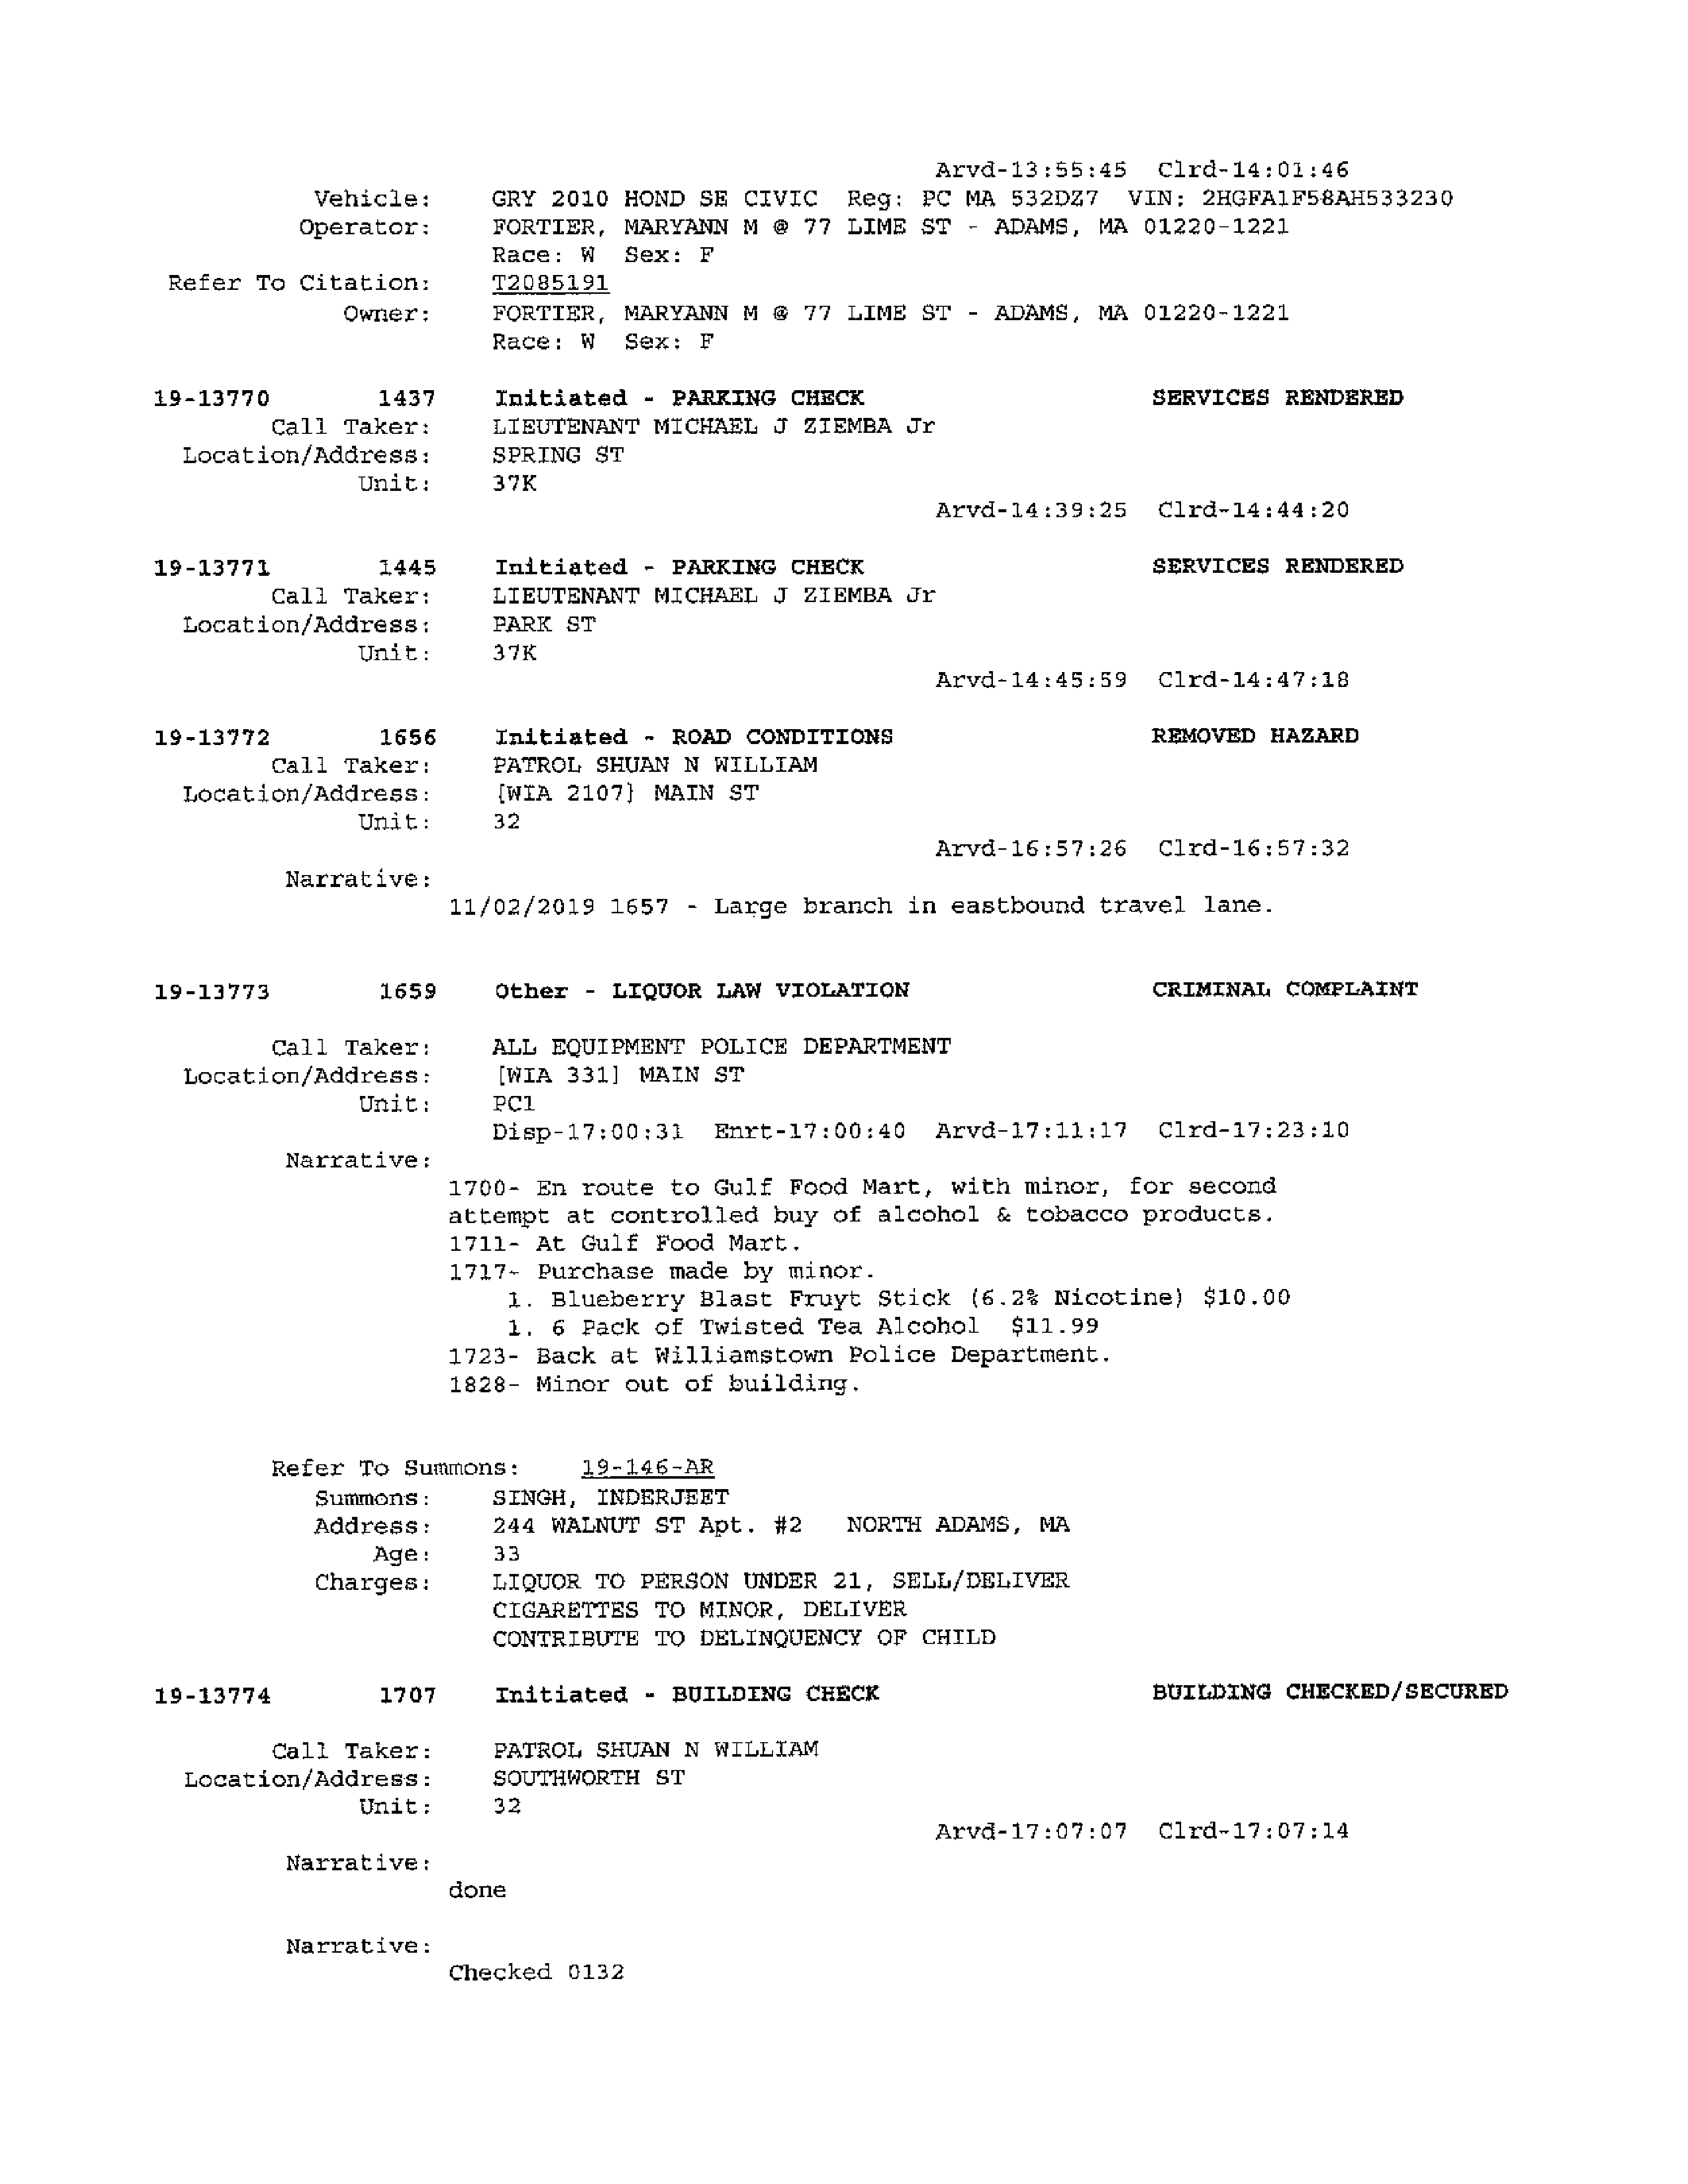 Arvd-13:55:45 Clrd-14:01:46
Vehicle: GRY 2010 HOND SE CIVIC Reg: PC MA 532DZ7 VIN: 2HGFA1F58AH533230
Operator: FORTIER, MARYANN M @ 77 LIME ST - ADAMS, MA 01220-1221
Race: W Sex: F
Refer To Citation: T2085191
Owner: FORTIER, MARYANN M @ 77 LIME ST - ADAMS, MA 01220-1221
Race: W Sex: F
19-13770 1437 Initiated - PARKING CHECK SERVICES RENDERED
Call Taker: LIEUTENANT MICHAEL J ZIEMBA Jr
Location/Address: SPRING ST
Unit: 37K
Arvd-14:39:25 Clrd-14:44:20
19-13771 1445 Initiated - PARKING CHECK SERVICES RENDERED
Call Taker: LIEUTENANT MICHAEL J ZIEMBA Jr
Location/Address: PARK ST
Unit: 37K
Arvd-14:45:59 Clrd-14:47:18
19-13772 1656 Initiated - ROAD CONDITIONS REMOVED HAZARD
Call Taker: PATROL SHUAN N WILLIAM
Location/Address: [WIA 2107] MAIN ST
Unit: 32
Arvd-16:57:26 Clrd-16:57:32
Narrative:
11/02/2019 1657 - Large branch in eastbound travel lane.
19-13773 1659 Other - LIQUOR LAW VIOLATION CRIMINAL COMPLAINT
Call Taker: ALL EQUIPMENT POLICE DEPARTMENT
Location/Address: [WIA 331] MAIN ST
Unit: PC1
Disp-17:00:31 Enrt-17:00:40 Arvd-17:11:17 Clrd-17:23:10
Narrative:
1700- En route to Gulf Food Mart, with minor, for second
attempt at controlled buy of alcohol & tobacco products.
1711- At Gulf Food Mart.
1717- Purchase made by minor.
1. Blueberry Blast Fruyt Stick (6.2% Nicotine) $10.00
1. 6 Pack of Twisted Tea Alcohol $11.99
1723- Back at Williamstown Police Department.
1828- Minor out of building.
Refer To Summons: 19-146-AR
Summons: SINGH, INDERJEET
Address: 244 WALNUT ST Apt. #2 NORTH ADAMS, MA
Age: 33
Charges: LIQUOR TO PERSON UNDER 21, SELL/DELIVER
CIGARETTES TO MINOR, DELIVER
CONTRIBUTE TO DELINQUENCY OF CHILD
19-13774 1707 Initiated - BUILDING CHECK BUILDING CHECKED/SECURED
Call Taker: PATROL SHUAN N WILLIAM
Location/Address: SOUTHWORTH ST
Unit: 32
Arvd-17:07:07 Clrd-17:07:14
Narrative:
done
Narrative:
Checked 0132